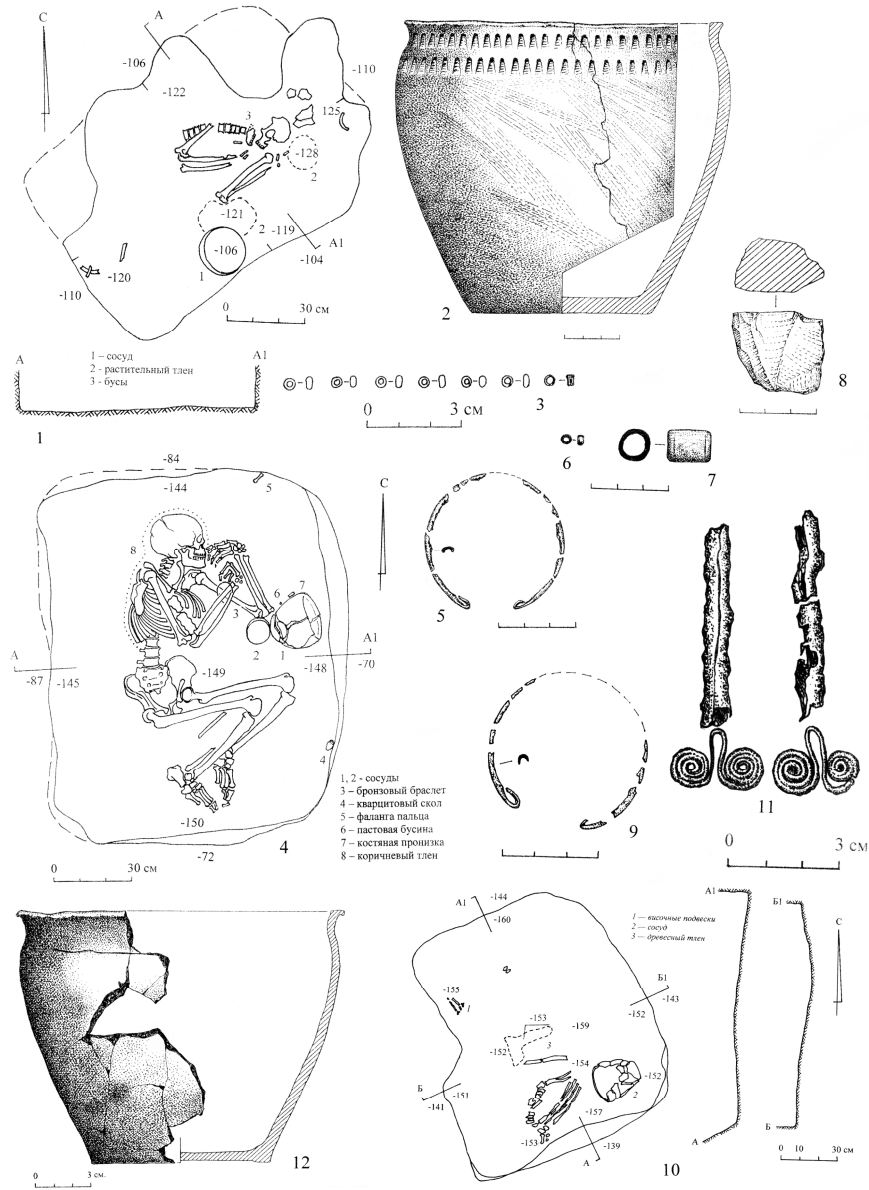 С
А
-106
-122
-110
3
125
-128
2
-121
2
-119
-106
А1
-104
1
-120
-110
0 30 см
2
8
А А1
1 – сосуд
2 - растительный тлен
3 - бусы
1
0 3 см
3
6
7
-84
-144
5
С
8
3
6
7
2
1
А
-87
-145
-149
-148
А1
-70
4
-150
-72
0 30 см
4
1, 2 - сосуды
3 – бронзовый браслет
4 – кварцитовый скол
5 – фаланга пальца
6 – пастовая бусина
7 – костяная пронизка
8 – коричневый тлен
5
9
11
0 3 см
12
0 3 см.
А1
-144
-160
1 — височные подвески
2 — сосуд
3 — древесный тлен
-155
1
Б1
-143
-152
-153
-159
-152
3
-154
-152
2
Б
-141
-151
-157
-153
-139
А
10
А1
Б1
С
А
Б
0 10 30 см